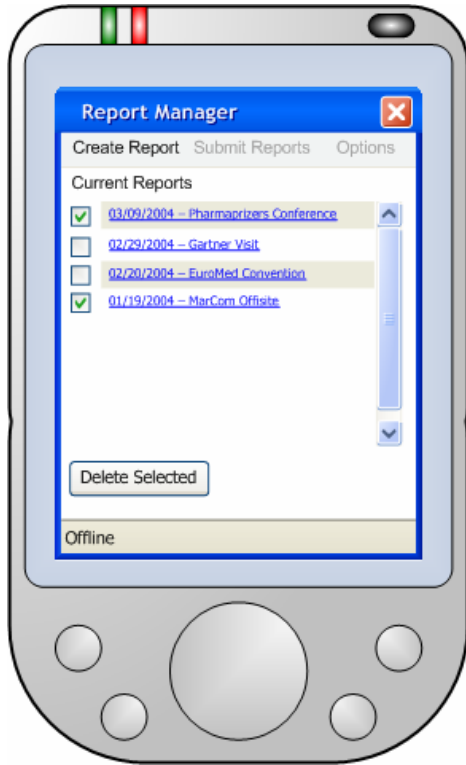 Report Manager
Create Report Submit Reports Options
Current Reports
03/09/2004 – Pharmaprizers Conference
02/29/2004 – Gartner Visit
02/20/2004 – EuroMed Convention
01/19/2004 – MarCom Offisite
Delete Selected
Offline